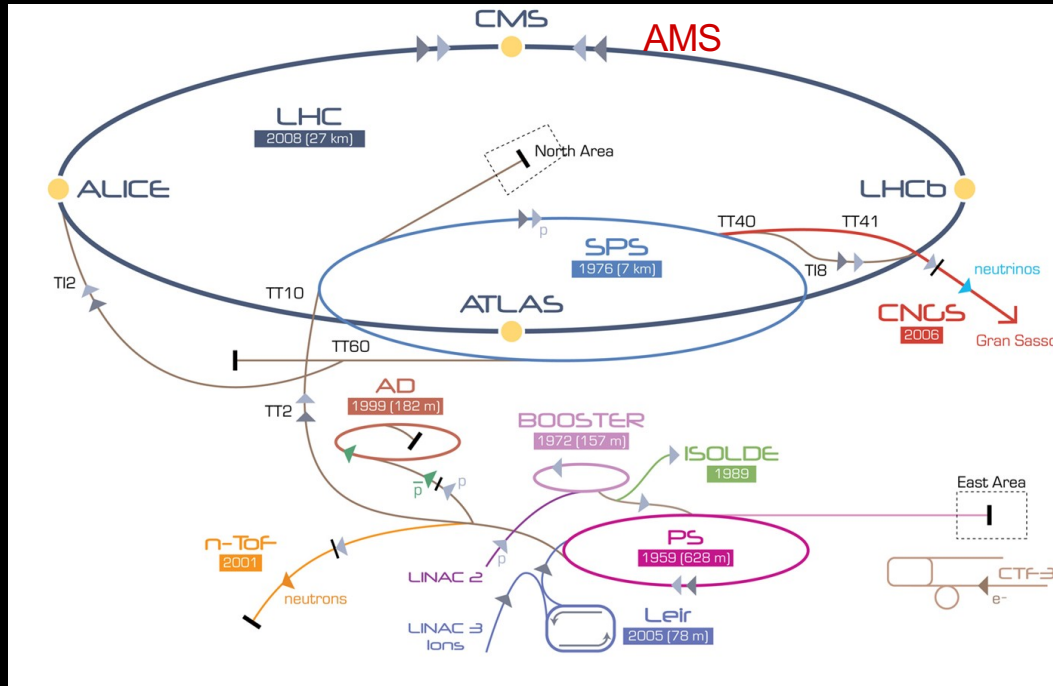 CMS
AMS
LHC
2008 (27 km)
North Area
ALICE
LHCb
TT40
TT41
SPS
1976 (7 km)
p
TI2
TI8
TT10
neutrinos
ATLAS
CNGS
2006
Gran Sasso
TT60
AD
1999 (182 m)
TT2
BOOSTER
1972 (157 m)
ISOLDE
1989
p̅
p
East Area
n-ToF
2001
PS
1959 (628 m)
p
LINAC 2
neutrons
CTF-3
e-
LINAC 3
Ions
Leir
2005 (78 m)